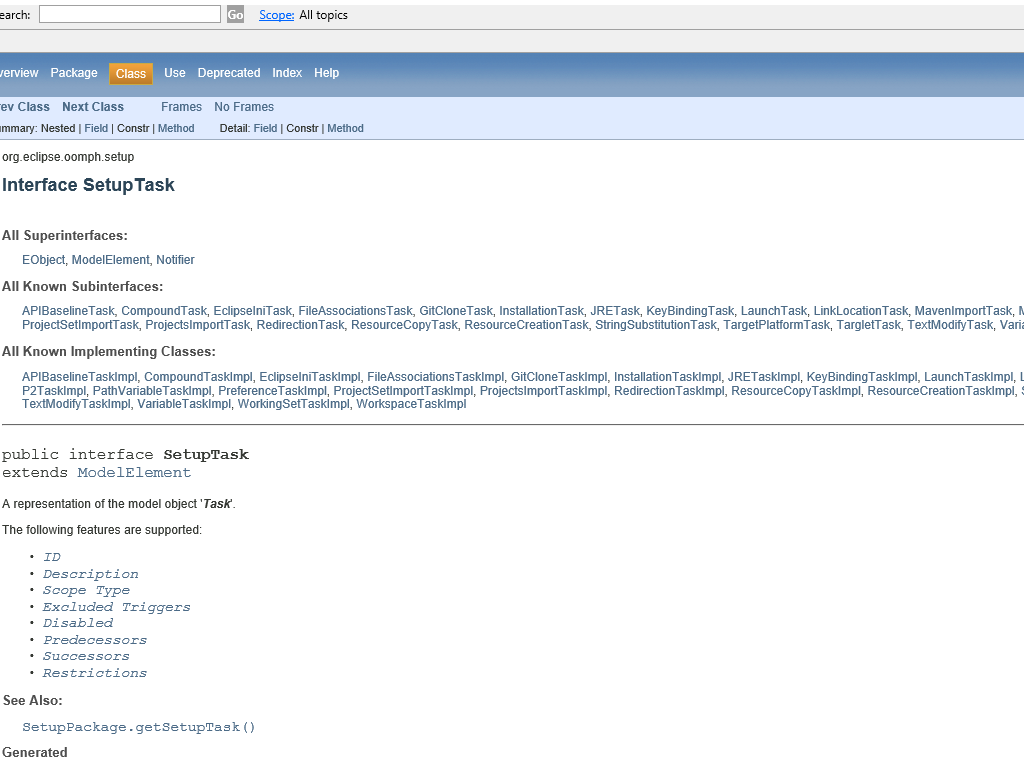 earch: Go Scope: All topics
verview Package Class Use Deprecated Index Help
rev Class Next Class Frames No Frames
mmary: Nested | Field | Constr | Method Detail: Field | Constr | Method
org.eclipse.oomph.setup
Interface SetupTask
All Superinterfaces:
EObject, ModelElement, Notifier
All Known Subinterfaces:
APIBaselineTask, CompoundTask, EclipseIniTask, FileAssociationsTask, GitCloneTask, InstallationTask, JRETask, KeyBindingTask, LaunchTask, LinkLocationTask, MavenImportTask, M
ProjectSetImportTask, ProjectsImportTask, RedirectionTask, ResourceCopyTask, ResourceCreationTask, StringSubstitutionTask, TargetPlatformTask, TargletTask, TextModifyTask, Varia
All Known Implementing Classes:
APIBaselineTaskImpl, CompoundTaskImpl, EclipseIniTaskImpl, FileAssociationsTaskImpl, GitCloneTaskImpl, InstallationTaskImpl, JRETaskImpl, KeyBindingTaskImpl, LaunchTaskImpl, L
P2TaskImpl, PathVariableTaskImpl, PreferenceTaskImpl, ProjectSetImportTaskImpl, ProjectsImportTaskImpl, RedirectionTaskImpl, ResourceCopyTaskImpl, ResourceCreationTaskImpl, S
TextModifyTaskImpl, VariableTaskImpl, WorkingSetTaskImpl, WorkspaceTaskImpl
public interface SetupTask
extends ModelElement
A representation of the model object 'Task'.
The following features are supported:
• ID
• Description
• Scope Type
• Excluded Triggers
• Disabled
• Predecessors
• Successors
• Restrictions
See Also:
SetupPackage.getSetupTask()
Generated